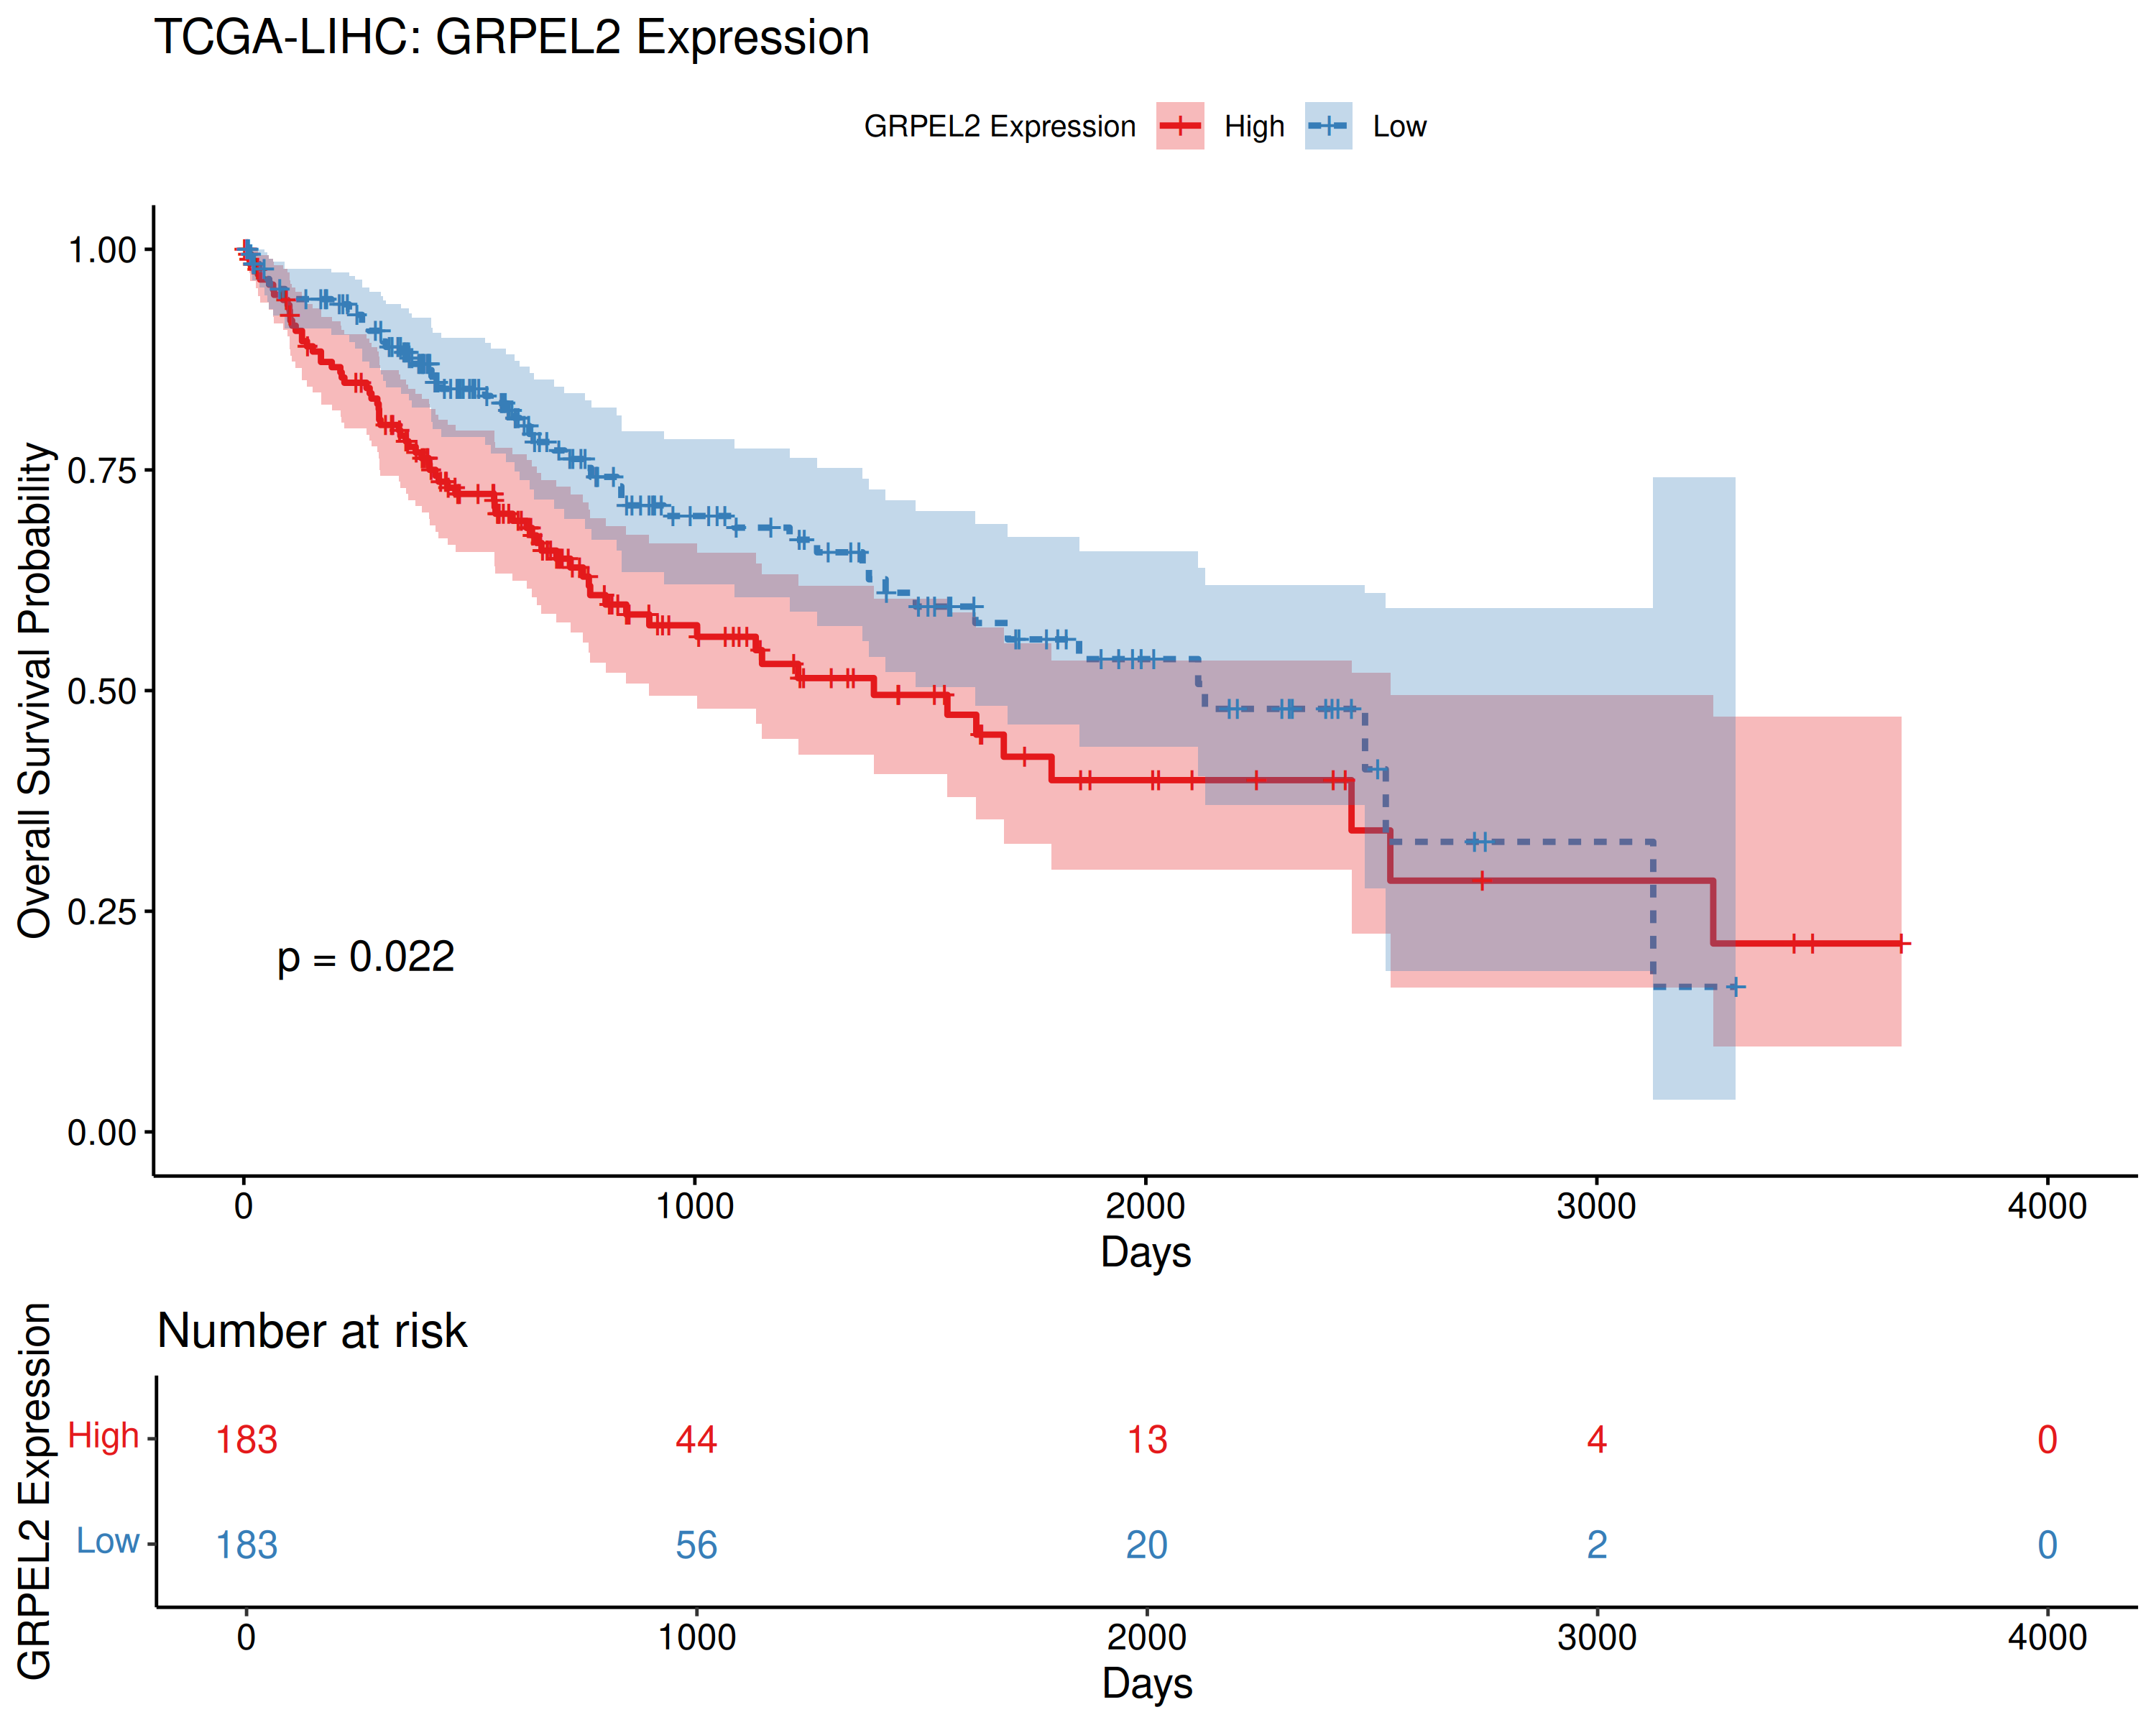 TCGA-LIHC: GRPEL2 Expression
GRPEL2 Expression High Low
Overall Survival Probability
1.00
0.75
0.50
0.25
0.00
p = 0.022
0 1000 2000 3000 4000
Days
Number at risk
GRPEL2 Expression
High 183 44 13 4 0
Low 183 56 20 2 0
0 1000 2000 3000 4000
Days